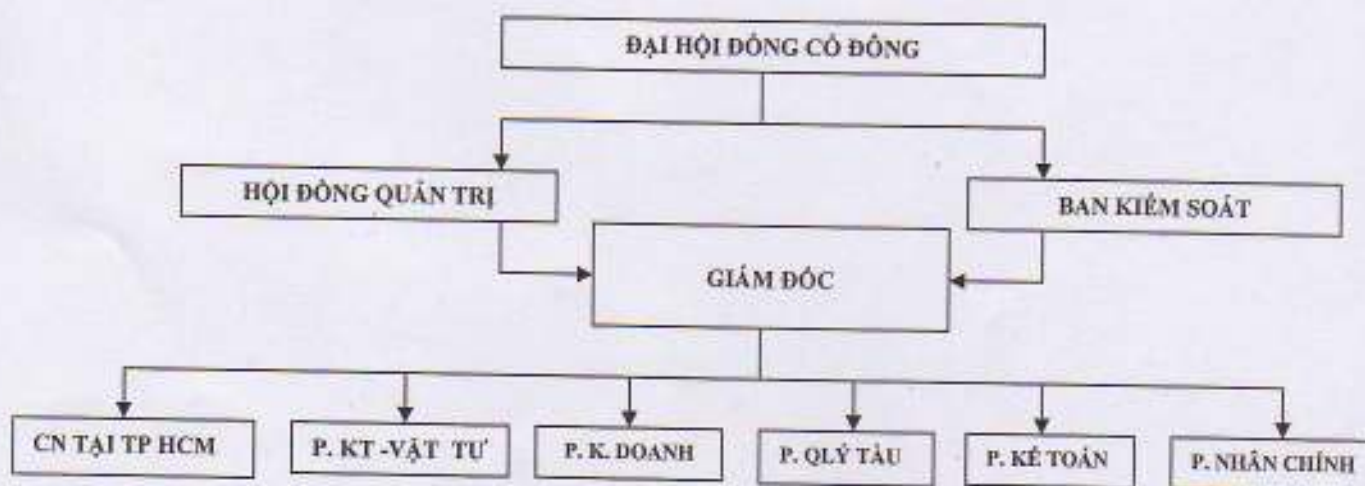 ĐẠI HỘI ĐỒNG CỔ ĐÔNG
HỘI ĐỒNG QUẢN TRỊ
BAN KIỂM SOÁT
GIÁM ĐỐC
CN TẠI TP HCM
P. KT -VẬT TƯ
P. K. DOANH
P. QLÝ TÀU
P. KẾ TOÁN
P. NHÂN CHÍNH